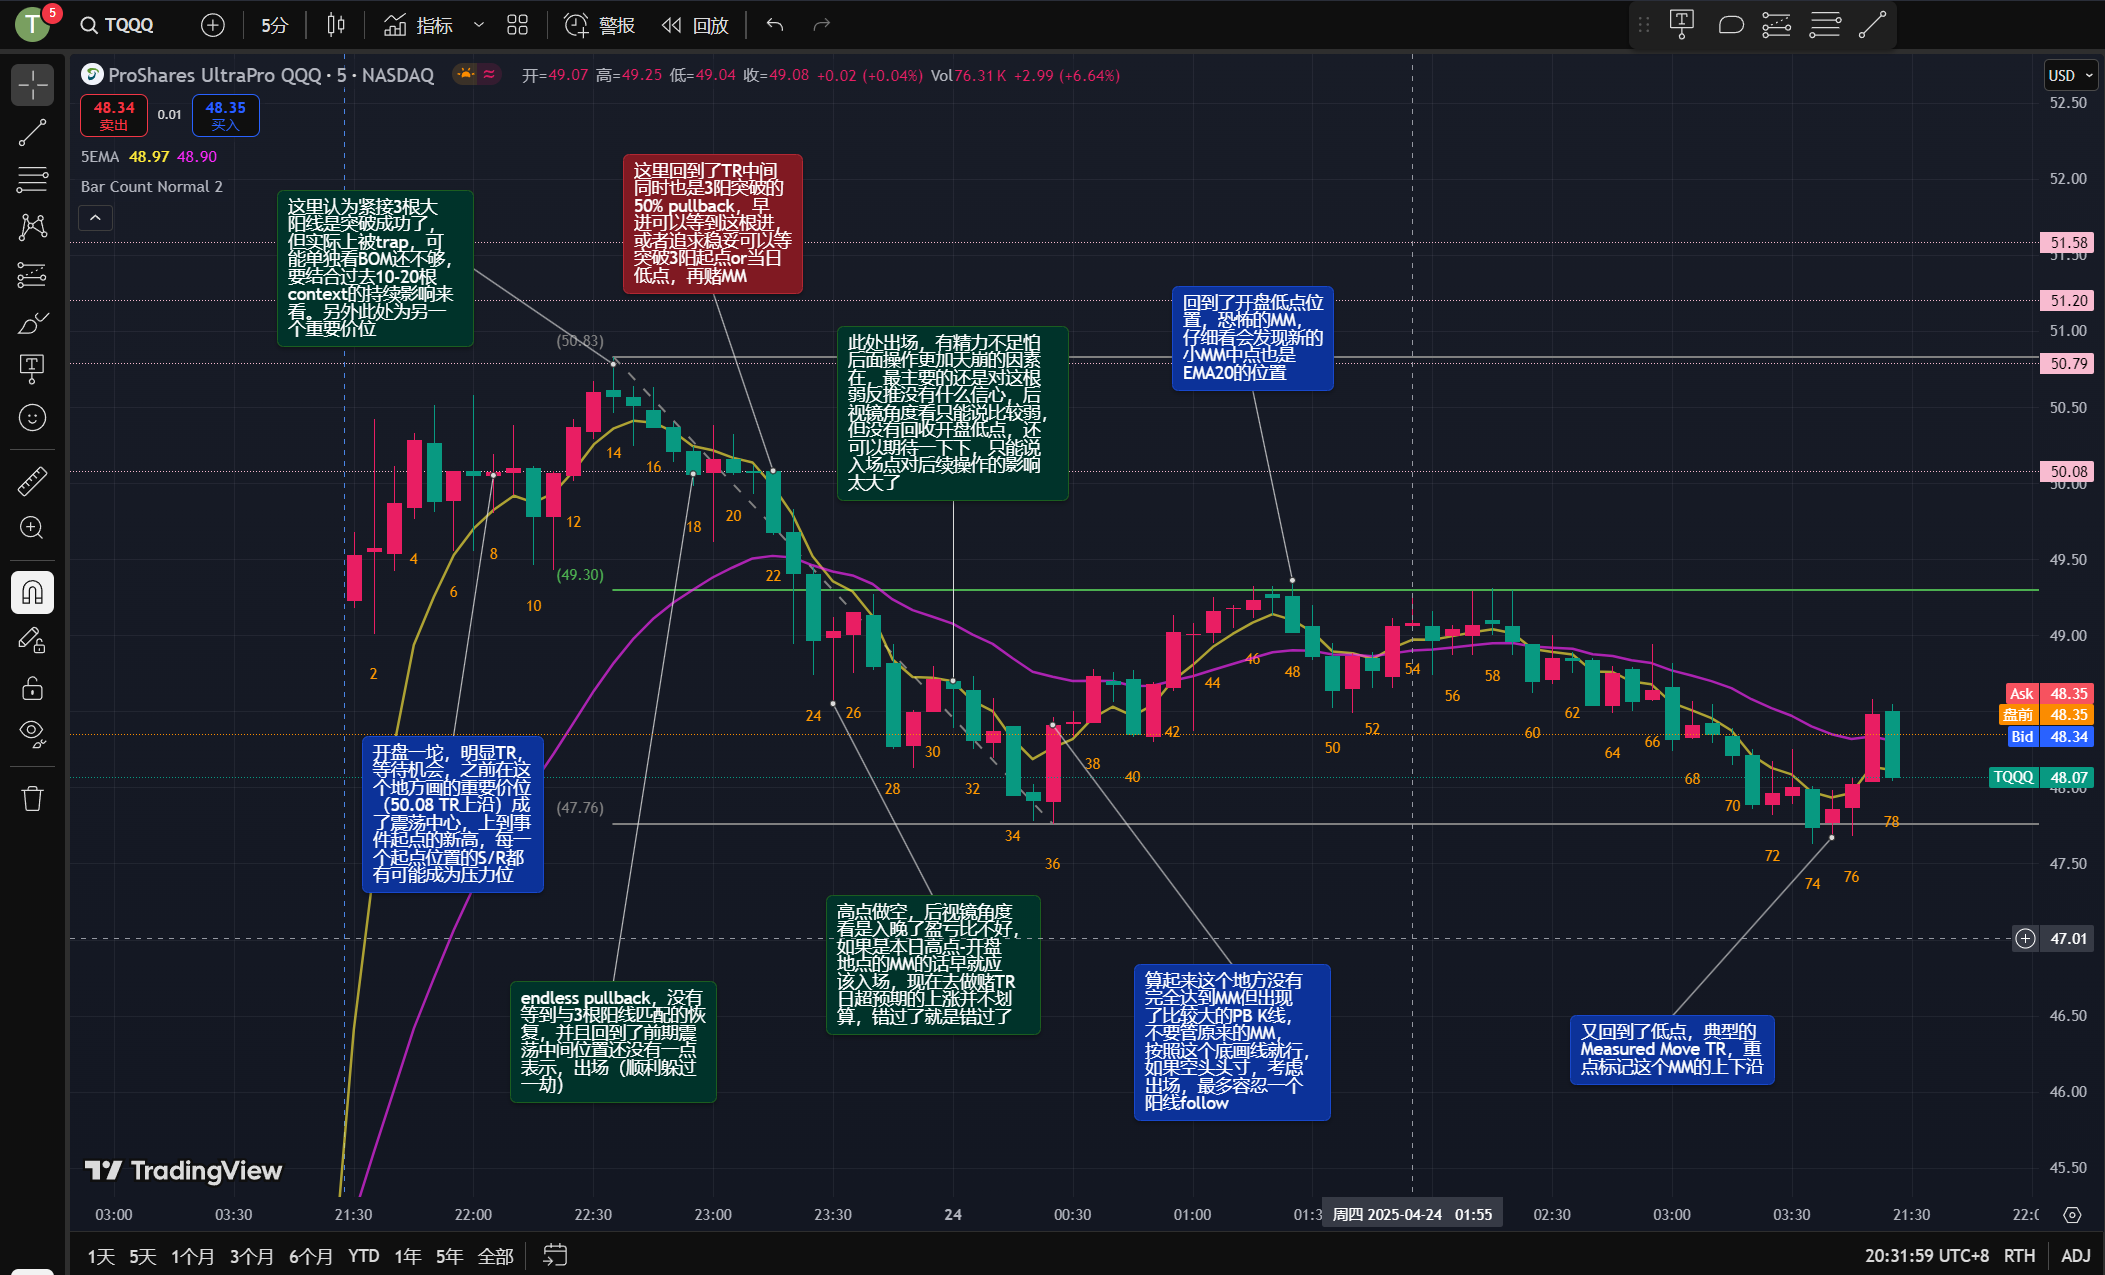 T
5
TQQQ
5分
指标
警报
回放
ProShares UltraPro QQQ · 5 · NASDAQ
开=49.07 高=49.25 低=49.04 收=49.08 +0.02 (+0.04%) Vol76.31 K +2.99 (+6.64%)
48.34
卖出
0.01
48.35
买入
5EMA 48.97 48.90
Bar Count Normal 2
USD
这里认为紧接3根大
阳线是突破成功了，
但实际上被trap，可
能单独看BOM还不够，
要结合过去10-20根
context的持续影响来
看。另外此处为另一
个重要价位
这里回到了TR中间
同时也是3阳突破的
50% pullback，早
进可以等到这根进，
或者追求稳妥可以等
突破3阳起点or当日
低点，再赌MM
此处出场，有精力不足怕
后面操作更加天崩的因素
在，最主要的还是对这根
弱反推没有什么信心，后
视镜角度看只能说比较弱，
但没有回收开盘低点，还
可以期待一下下，只能说
入场点对后续操作的影响
太大了
回到了开盘低点位
置，恐怖的MM，
仔细看会发现新的
小MM中点也是
EMA20的位置
开盘一坨，明显TR，
等待机会，之前在这
个地方画的重要价位
（50.08 TR上沿）成
了震荡中心，上到事
件起点的新高，每一
个起点位置的S/R都
有可能成为压力位
endless pullback，没有
等到与3根阳线匹配的恢
复，并且回到了前期震
荡中间位置还没有一点
表示，出场（顺利躲过
一劫）
高点做空，后视镜角度
看是入晚了盈亏比不好，
如果是本日高点-开盘
地点的MM的话早就应
该入场，现在去做赌TR
日超预期的上涨并不划
算，错过了就是错过了
算起来这个地方没有
完全达到MM但出现
了比较大的PB K线，
不要管原来的MM，
按照这个底画线就行，
如果空头头寸，考虑
出场，最多容忍一个
阳线follow
又回到了低点，典型的
Measured Move TR，重
点标记这个MM的上下沿
(50.83)
(49.30)
(47.76)
2
4
6
8
10
12
14
16
18
20
22
24
26
28
30
32
34
36
38
40
42
44
46
48
50
52
54
56
58
60
62
64
66
68
70
72
74
76
78
52.50
52.00
51.58
51.50
51.20
51.00
50.79
50.50
50.08
50.00
49.50
49.00
Ask 48.35
盘前 48.35
Bid 48.34
TQQQ 48.07
48.00
47.50
47.01
46.50
46.00
45.50
TradingView
03:00
03:30
21:30
22:00
22:30
23:00
23:30
24
00:30
01:00
01:3
周四 2025-04-24 01:55
02:30
03:00
03:30
21:30
22:0
1天 5天 1个月 3个月 6个月 YTD 1年 5年 全部
20:31:59 UTC+8 RTH ADJ